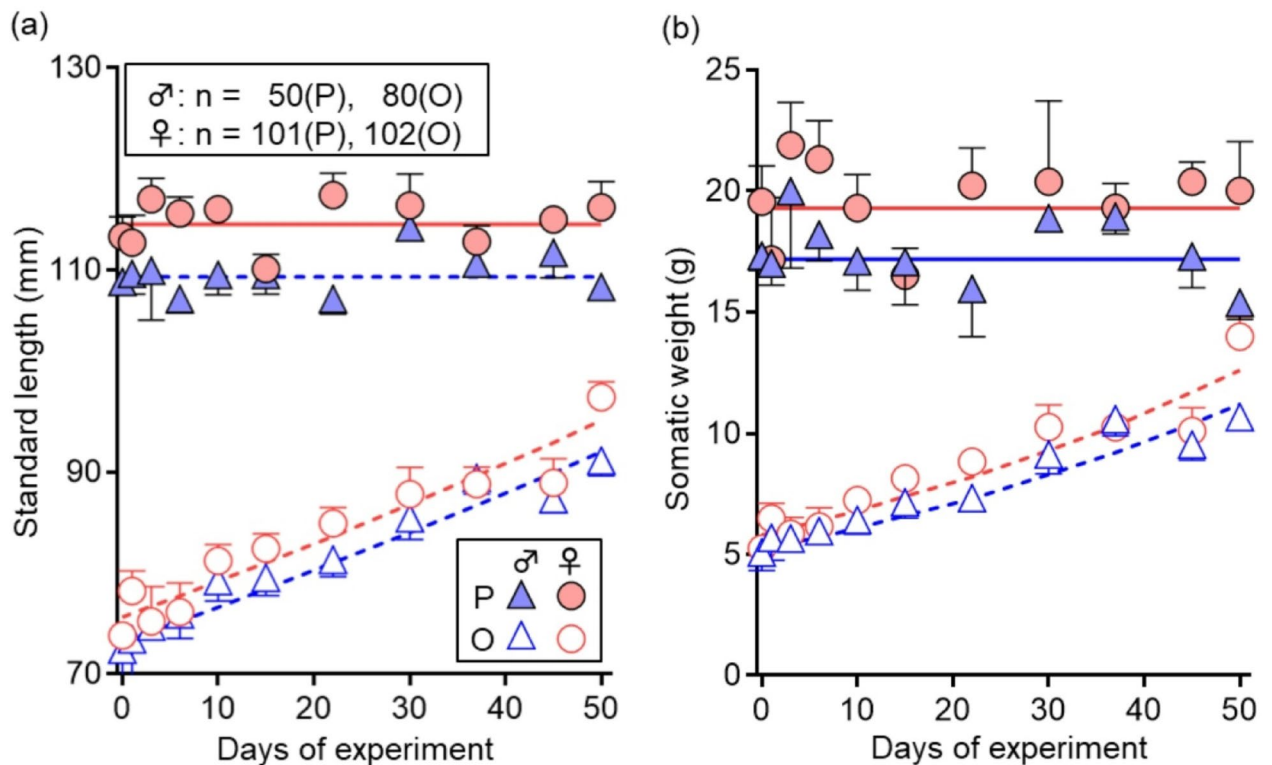 (a)
130
110
90
70
Standard length (mm)
♂: n = 50(P), 80(O)
♀: n = 101(P), 102(O)
♂ ♀
P
O
0 10 20 30 40 50
Days of experiment
(b)
25
20
15
10
5
0
Somatic weight (g)
0 10 20 30 40 50
Days of experiment